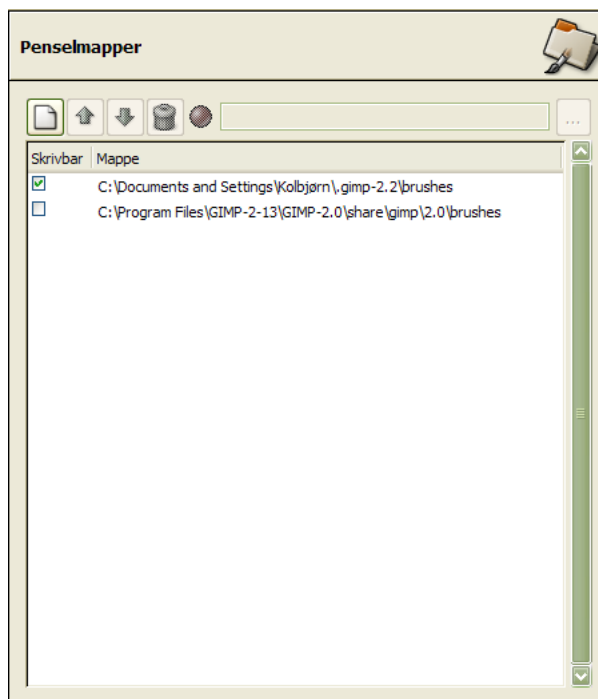 Penselmapper
...
Skrivbar Mappe
C:\Documents and Settings\Kolbjørn\.gimp-2.2\brushes
C:\Program Files\GIMP-2-13\GIMP-2.0\share\gimp\2.0\brushes